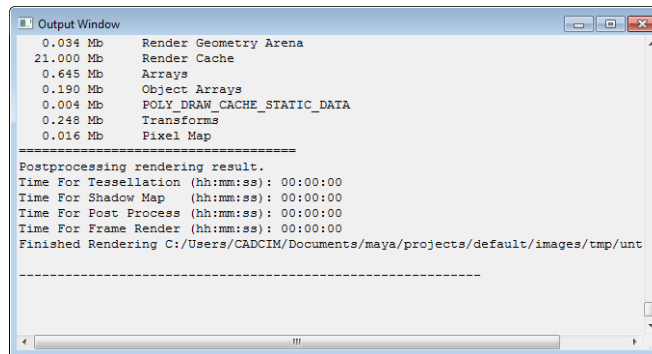 Output Window
0.034 Mb Render Geometry Arena
21.000 Mb Render Cache
0.645 Mb Arrays
0.190 Mb Object Arrays
0.004 Mb POLY_DRAW_CACHE_STATIC_DATA
0.248 Mb Transforms
0.016 Mb Pixel Map
====================================
Postprocessing rendering result.
Time For Tessellation (hh:mm:ss): 00:00:00
Time For Shadow Map (hh:mm:ss): 00:00:00
Time For Post Process (hh:mm:ss): 00:00:00
Time For Frame Render (hh:mm:ss): 00:00:00
Finished Rendering C:/Users/CADCIM/Documents/maya/projects/default/images/tmp/unt
------------------------------------------------------------